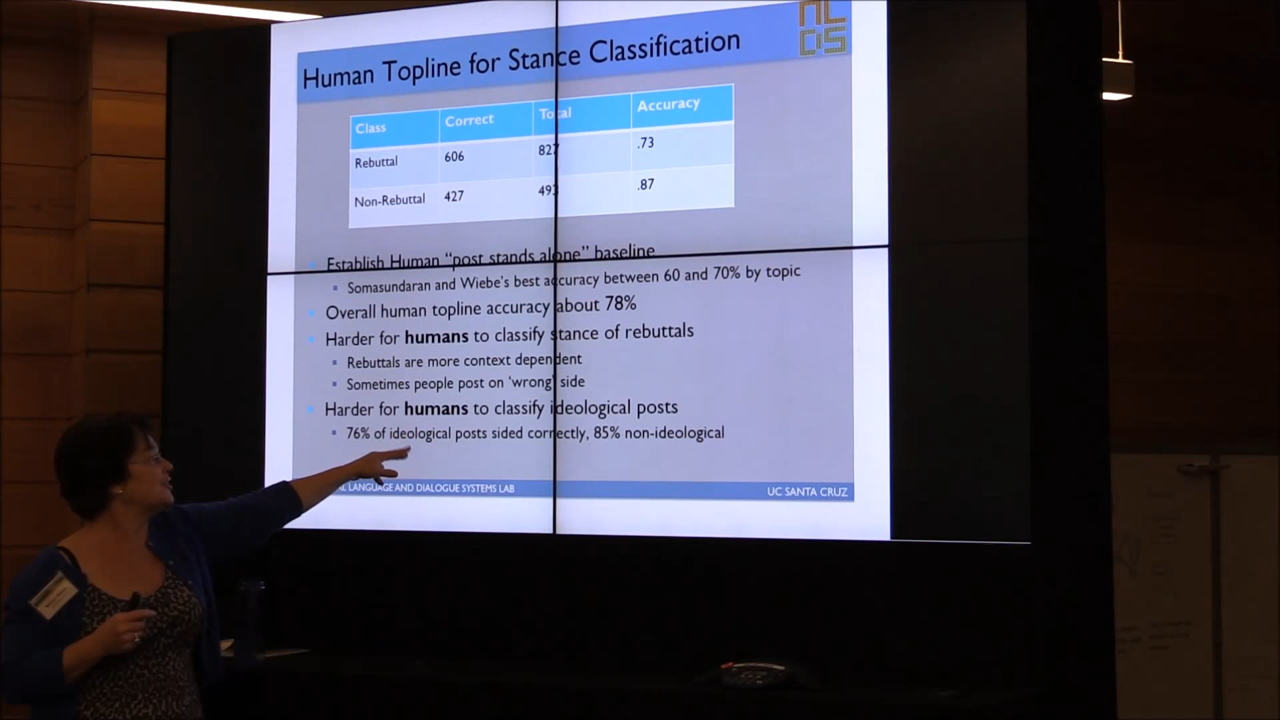 NLDS
Human Topline for Stance Classification
Class Correct Total Accuracy
Rebuttal 606 827 .73
Non-Rebuttal 427 493 .87
Establish Human “post stands alone” baseline
Somasundaran and Wiebe's best accuracy between 60 and 70% by topic
Overall human topline accuracy about 78%
Harder for humans to classify stance of rebuttals
Rebuttals are more context dependent
Sometimes people post on ‘wrong’ side
Harder for humans to classify ideological posts
76% of ideological posts sided correctly, 85% non-ideological
LANGUAGE AND DIALOGUE SYSTEMS LAB UC SANTA CRUZ